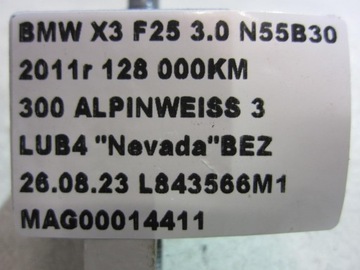 BMW X3 F25 3.0 N55B30
2011r 128 000KM
300 ALPINWEISS 3
LUB4 "Nevada"BEZ
26.08.23 L843566M1
MAG00014411